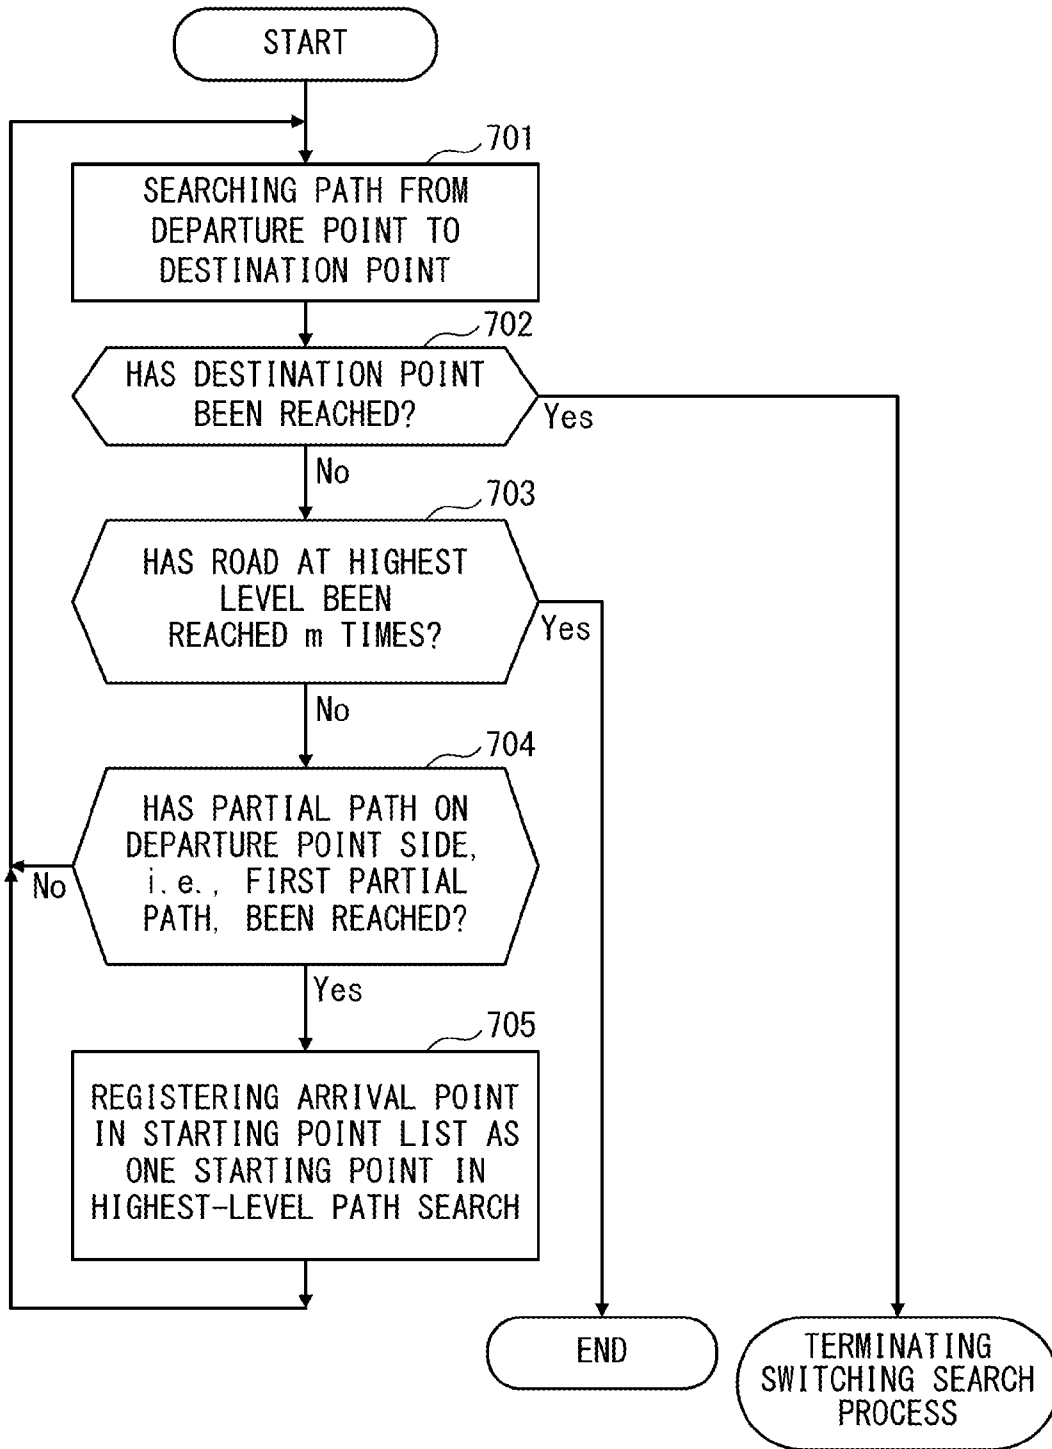 START
701
SEARCHING PATH FROM
DEPARTURE POINT TO
DESTINATION POINT
702
HAS DESTINATION POINT
BEEN REACHED?
Yes
No
703
HAS ROAD AT HIGHEST
LEVEL BEEN
REACHED m TIMES?
Yes
No
704
HAS PARTIAL PATH ON
DEPARTURE POINT SIDE,
i.e., FIRST PARTIAL
PATH, BEEN REACHED?
No
Yes
705
REGISTERING ARRIVAL POINT
IN STARTING POINT LIST AS
ONE STARTING POINT IN
HIGHEST-LEVEL PATH SEARCH
END
TERMINATING
SWITCHING SEARCH
PROCESS